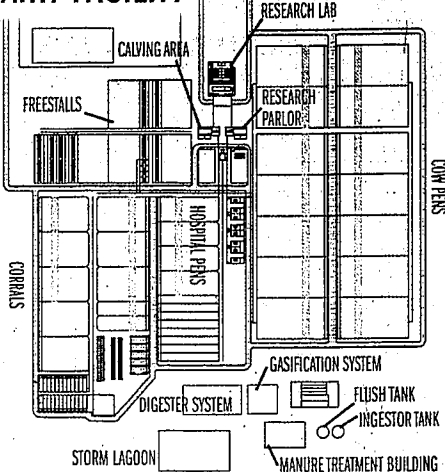 FACILITY
RESEARCH LAB
CALVING AREA
FREESTALLS
RESEARCH
PARLOR
COW PENS
HOSPITAL PENS
CORRALS
GASIFICATION SYSTEM
FLUSH TANK
DIGESTER SYSTEM
INGESTOR TANK
STORM LAGOON
MANURE TREATMENT BUILDING